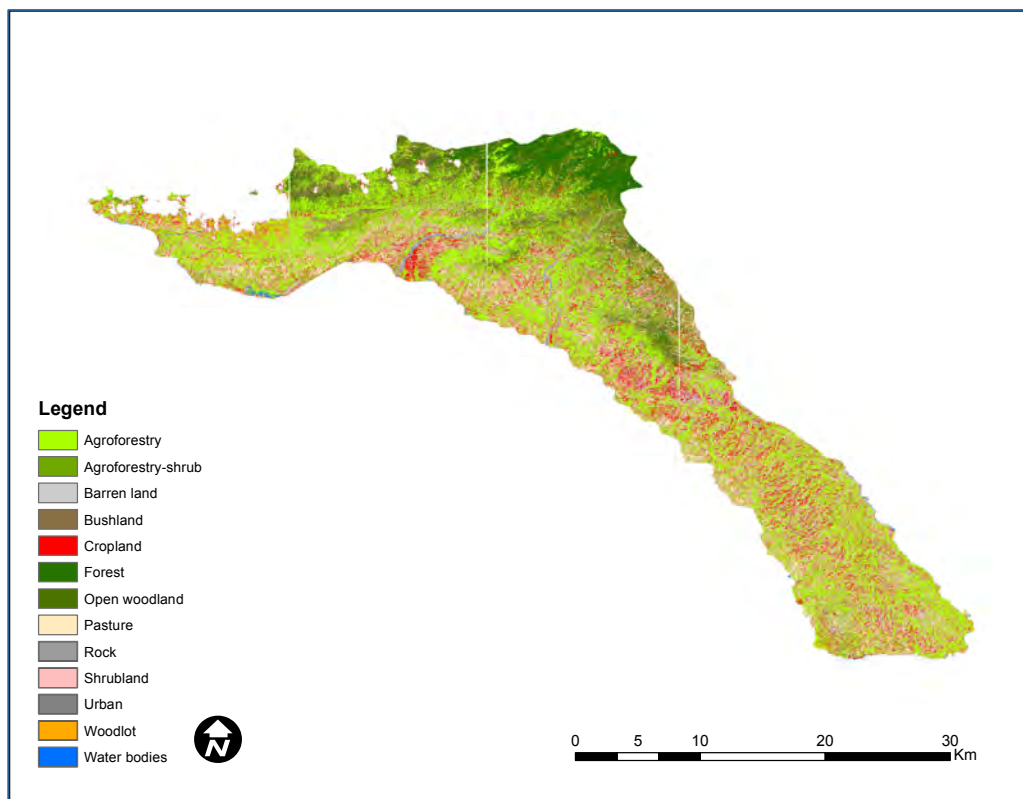 Legend
Agroforestry
Agroforestry-shrub
Barren land
Bushland
Cropland
Forest
Open woodland
Pasture
Rock
Shrubland
Urban
Woodlot
Water bodies
N
0 5 10 20 30
Km